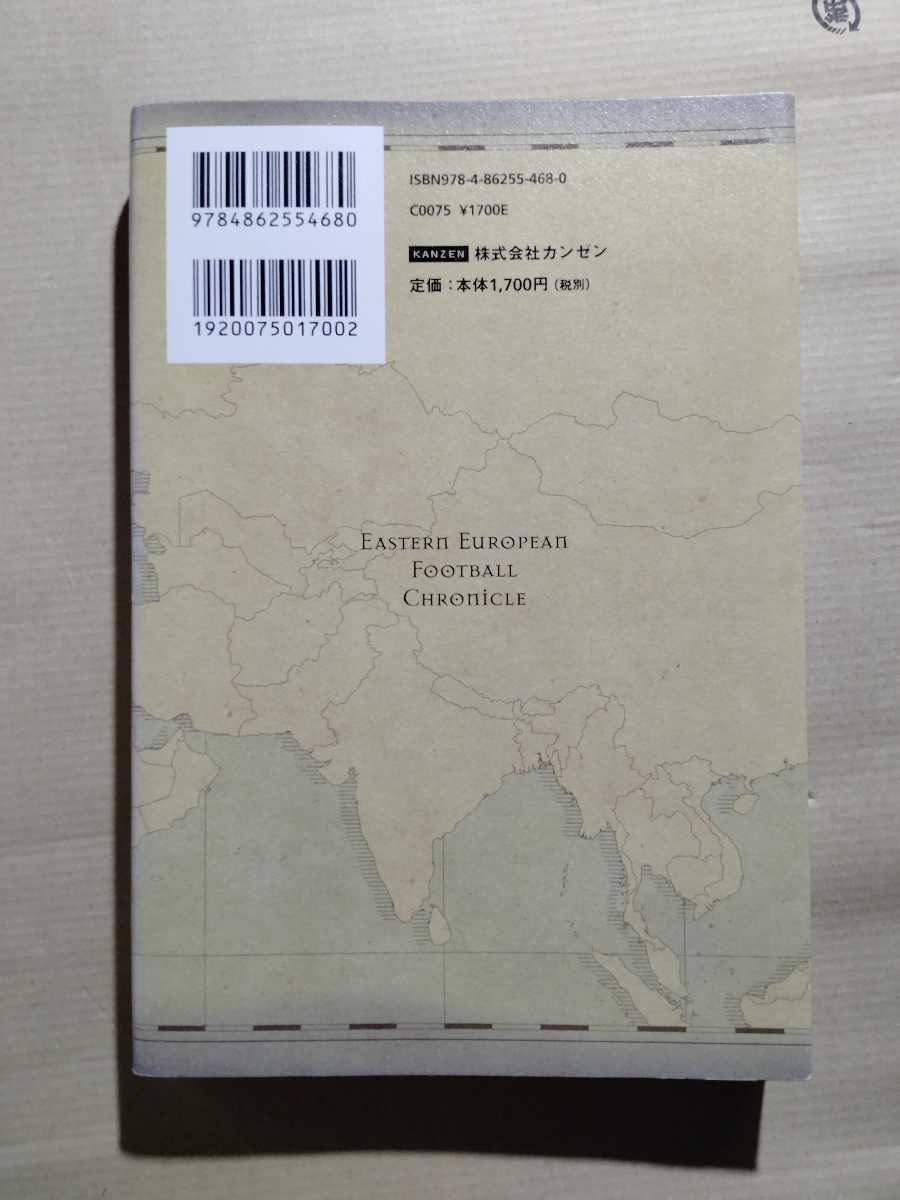 ISBN978-4-86255-468-0
9784862554680
C0075 ¥1700E
KANZEN 株式会社カンゼン
定価：本体1,700円（税別）
1920075017002
EASTERN EUROPEAN
FOOTBALL
CHRONICLE